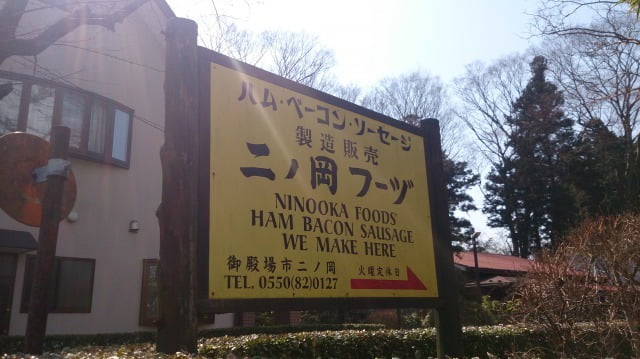 ハム・ベーコン・ソーセージ
製造販売
二ノ岡フーヅ
NINOOKA FOODS'
HAM BACON SAUSAGE
WE MAKE HERE
御殿場市二ノ岡
火曜定休日
TEL. 0550(82)0127